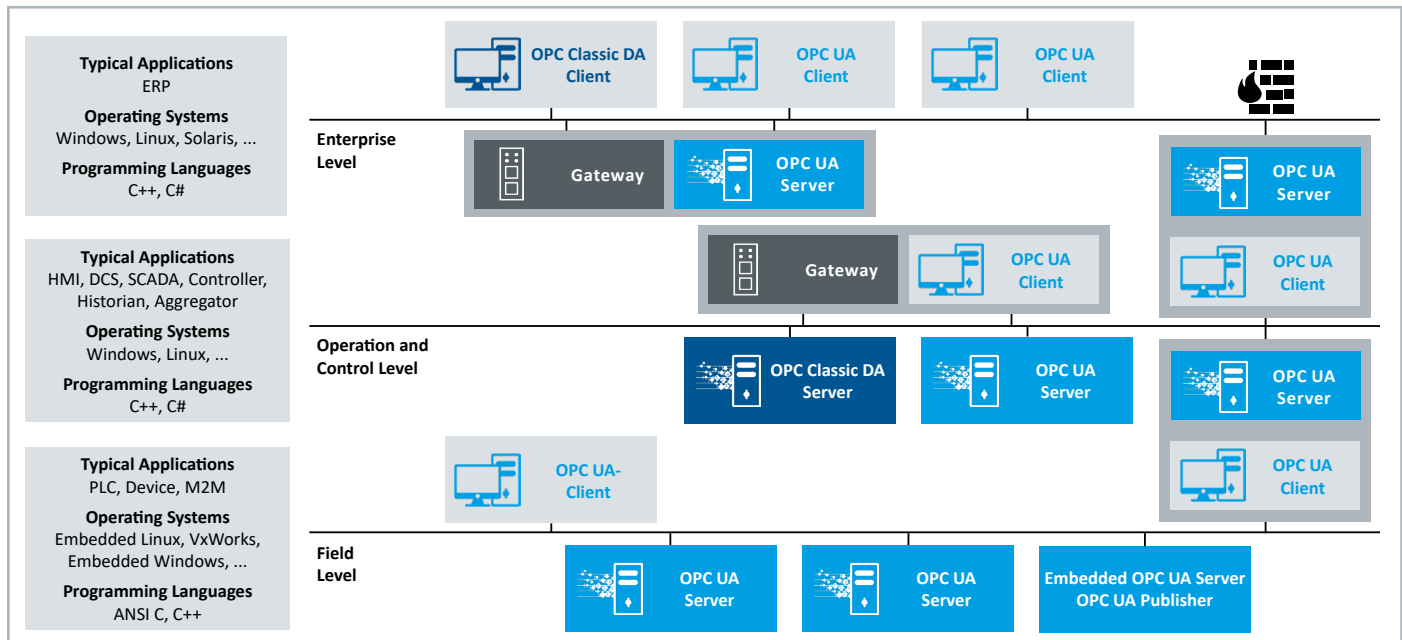 Typical Applications
ERP
Operating Systems
Windows, Linux, Solaris, ...
Programming Languages
C++, C#
Typical Applications
HMI, DCS, SCADA, Controller,
Historian, Aggregator
Operating Systems
Windows, Linux, ...
Programming Languages
C++, C#
Typical Applications
PLC, Device, M2M
Operating Systems
Embedded Linux, VxWorks,
Embedded Windows, ...
Programming Languages
ANSI C, C++
OPC Classic DA
Client
OPC UA
Client
OPC UA
Client
Enterprise
Level
Gateway
OPC UA
Server
OPC UA
Server
Gateway
OPC UA
Client
OPC UA
Client
Operation and
Control Level
OPC Classic DA
Server
OPC UA
Server
OPC UA
Server
OPC UA-
Client
OPC UA
Client
Field
Level
OPC UA
Server
OPC UA
Server
Embedded OPC UA Server
OPC UA Publisher